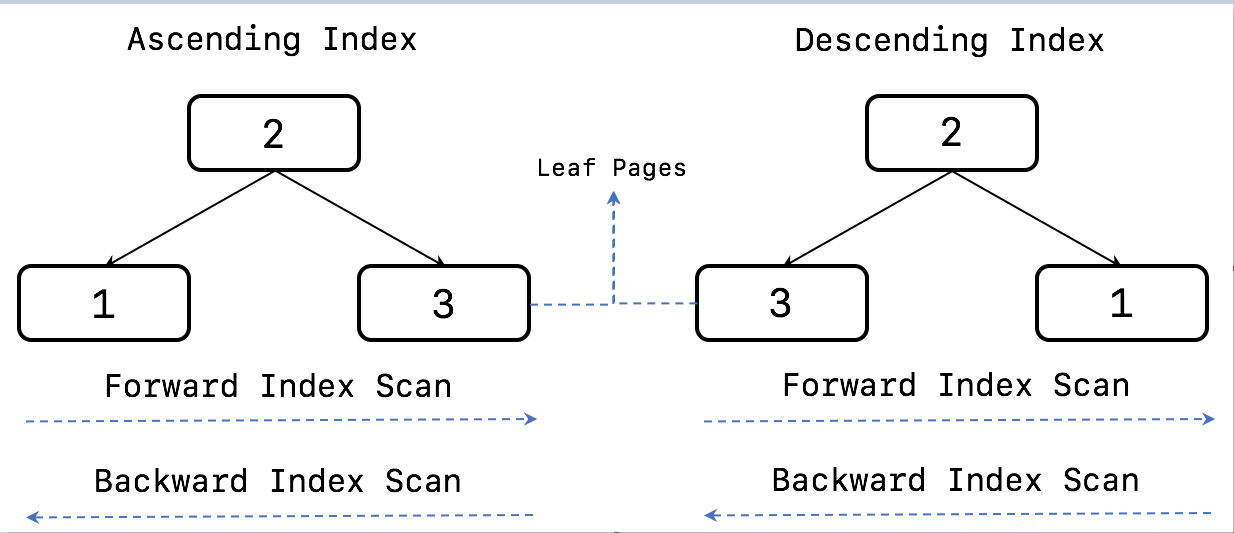 Ascending Index
Descending Index
2
2
Leaf Pages
1
3
3
1
Forward Index Scan
Forward Index Scan
Backward Index Scan
Backward Index Scan